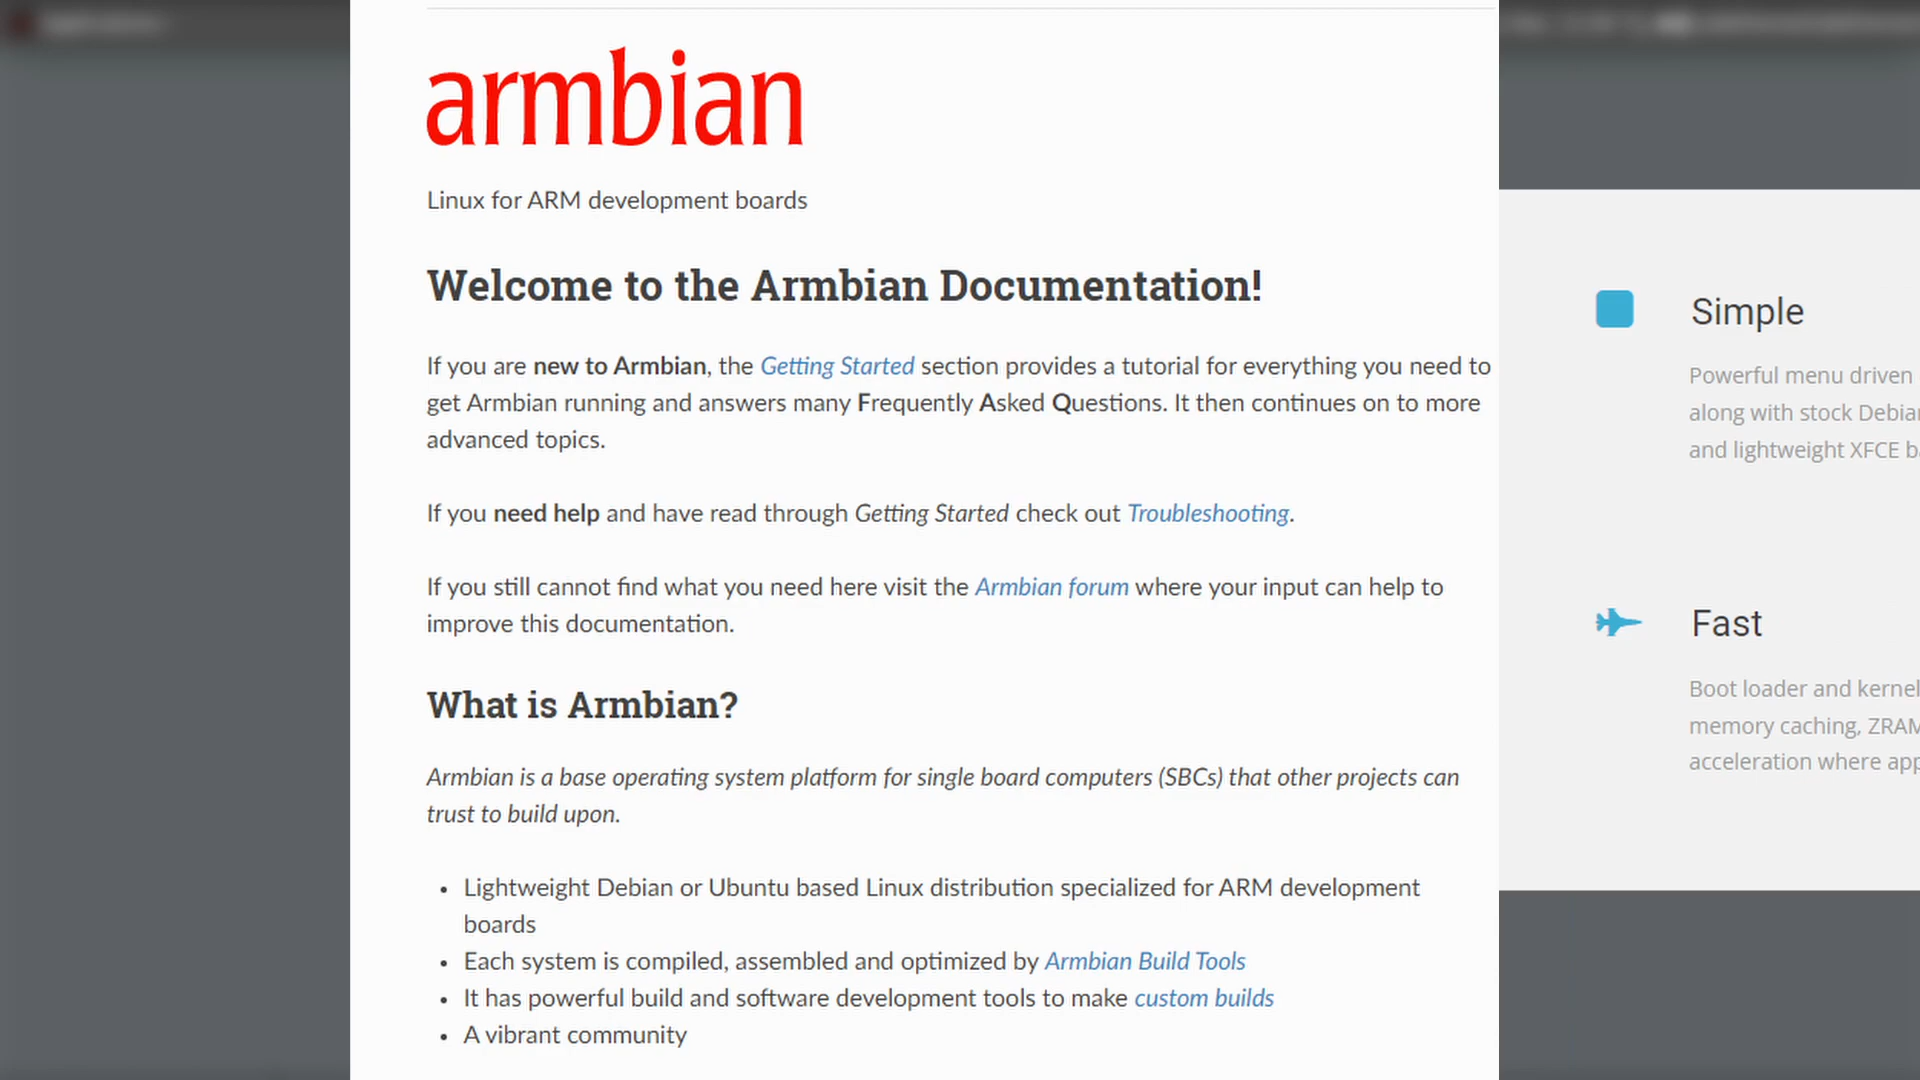 armbian
Linux for ARM development boards
Welcome to the Armbian Documentation!
If you are new to Armbian, the Getting Started section provides a tutorial for everything you need to
get Armbian running and answers many Frequently Asked Questions. It then continues on to more
advanced topics.
If you need help and have read through Getting Started check out Troubleshooting.
If you still cannot find what you need here visit the Armbian forum where your input can help to
improve this documentation.
What is Armbian?
Armbian is a base operating system platform for single board computers (SBCs) that other projects can
trust to build upon.
• Lightweight Debian or Ubuntu based Linux distribution specialized for ARM development
boards
• Each system is compiled, assembled and optimized by Armbian Build Tools
• It has powerful build and software development tools to make custom builds
• A vibrant community
Simple
Powerful menu driven
along with stock Debia
and lightweight XFCE b
Fast
Boot loader and kernel
memory caching, ZRAM
acceleration where app